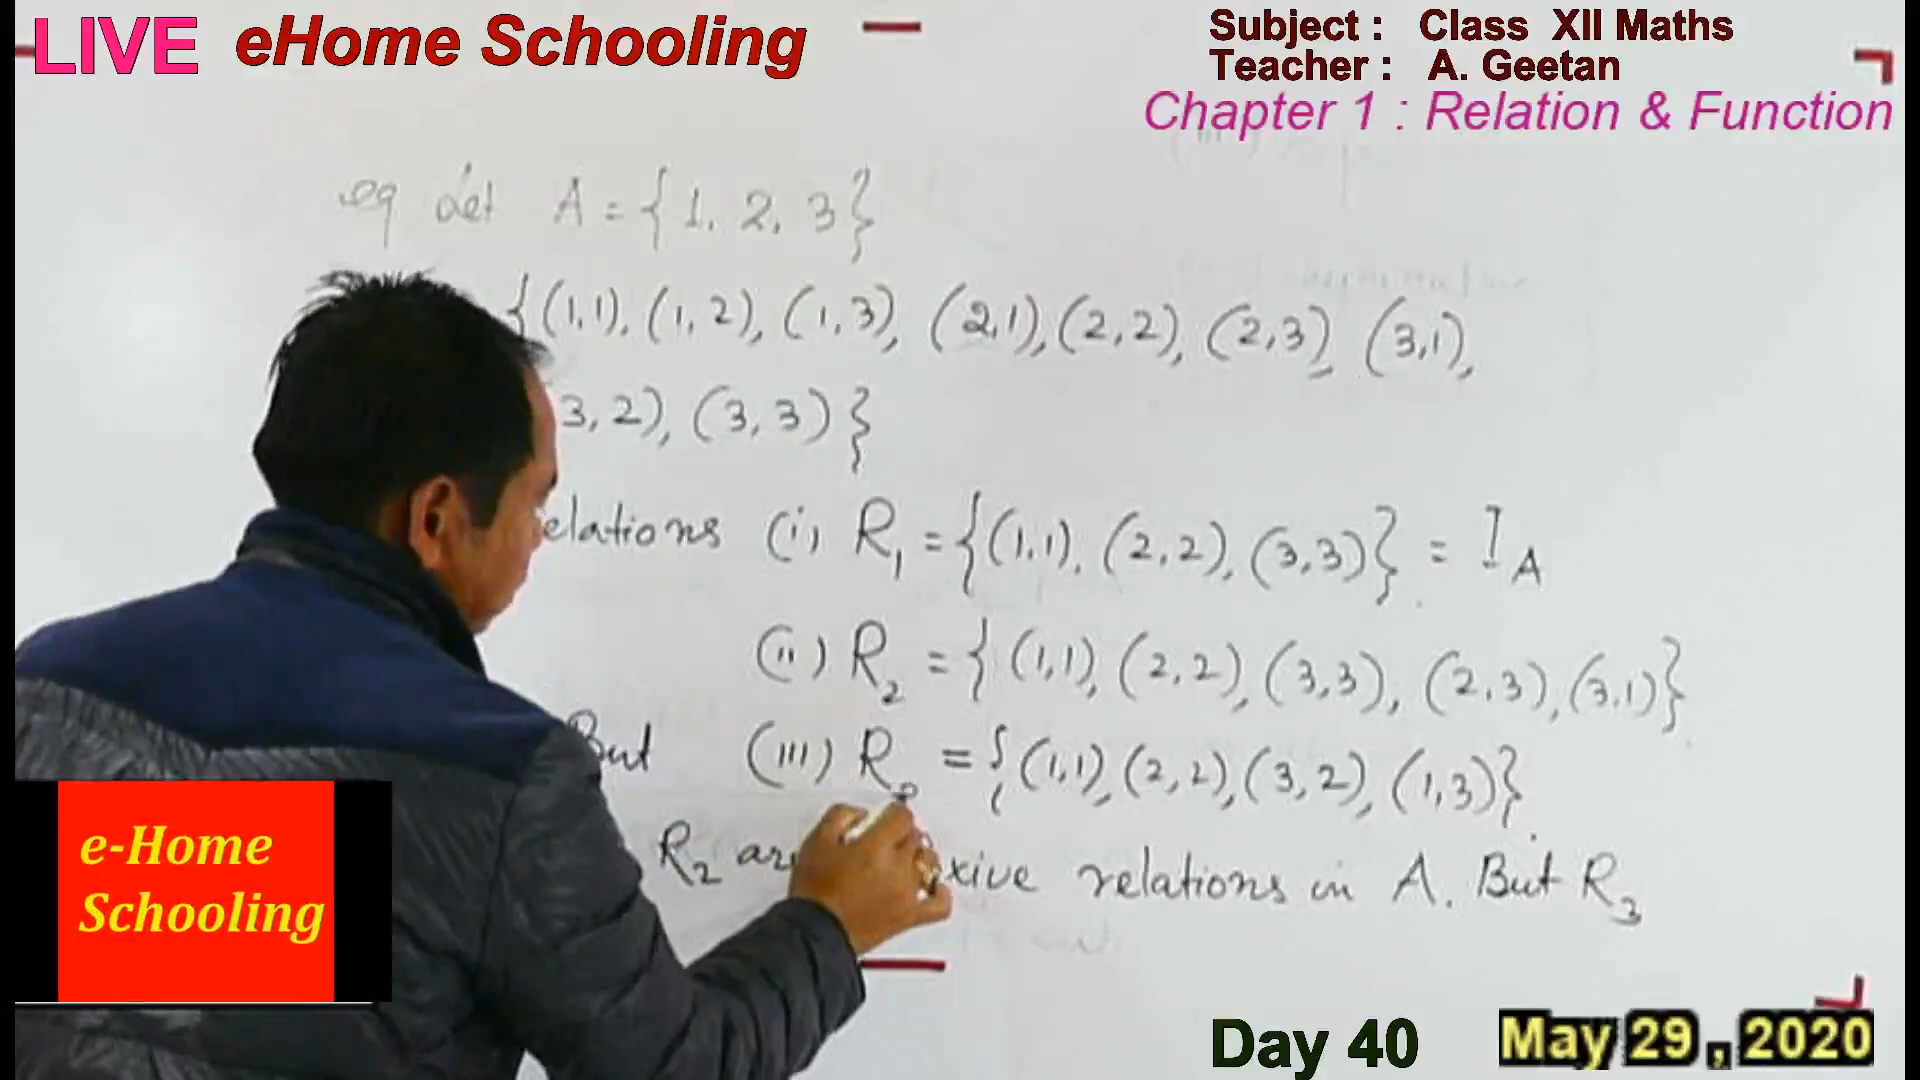 LIVE eHome Schooling
Subject : Class XII Maths
Teacher : A. Geetan
Chapter 1 : Relation & Function
eg Let A = {1, 2, 3}
{(1,1), (1,2), (1,3), (2,1), (2,2), (2,3), (3,1),
3,2), (3,3)}
elations (i) R₁ = {(1,1), (2,2), (3,3)} = I_A
(ii) R₂ = {(1,1), (2,2), (3,3), (2,3), (3,1)}
But (iii) R = {(1,1), (2,2), (3,2), (1,3)}.
R₂ xive relations in A. But R₃
e-Home
Schooling
Day 40
May 29, 2020